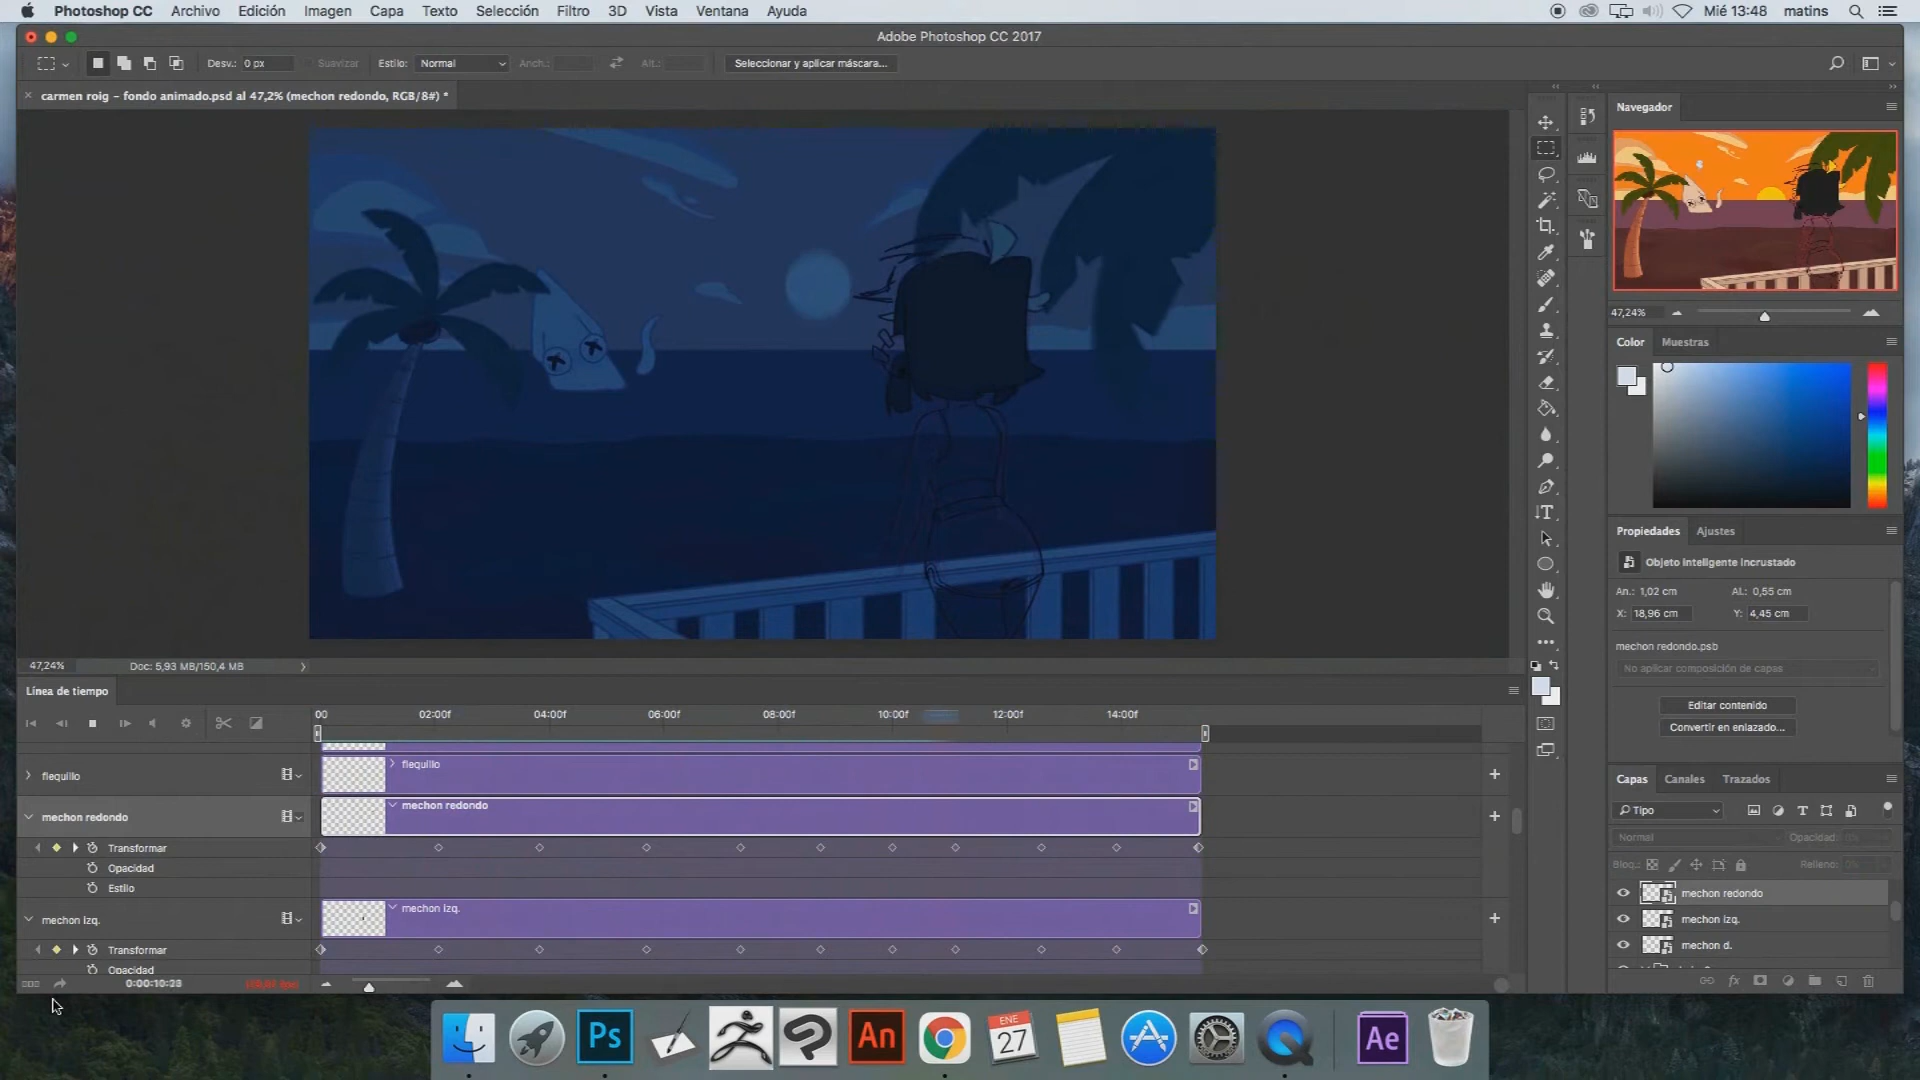 Photoshop CC Archivo Edición Imagen Capa Texto Selección Filtro 3D Vista Ventana Ayuda Mié 13:48 matins
Adobe Photoshop CC 2017
Desv.: 0 px Suavizar Estilo: Normal Anch.: Alt.: Seleccionar y aplicar máscara...
carmen roig - fondo animado.psd al 47,2% (mechon redondo, RGB/8#) *
Navegador
47,24%
Color Muestras
Propiedades Ajustes
Objeto Inteligente Incrustado
An.: 1,02 cm Al.: 0,55 cm
X: 18,96 cm Y: 4,45 cm
mechon redondo.psb
No aplicar composición de capas
Editar contenido
Convertir en enlazado...
47,24% Doc: 5,93 MB/150,4 MB
Línea de tiempo
00 02:00f 04:00f 06:00f 08:00f 10:00f 12:00f 14:00f
flequillo flequillo
mechon redondo mechon redondo
Transformar
Opacidad
Estilo
mechon izq. mechon izq.
Transformar
Opacidad
Capas Canales Trazados
Tipo
Normal Opacidad:
Bloq.: Relleno:
mechon redondo
mechon izq.
mechon d.
Ps An ENE 27 Ae